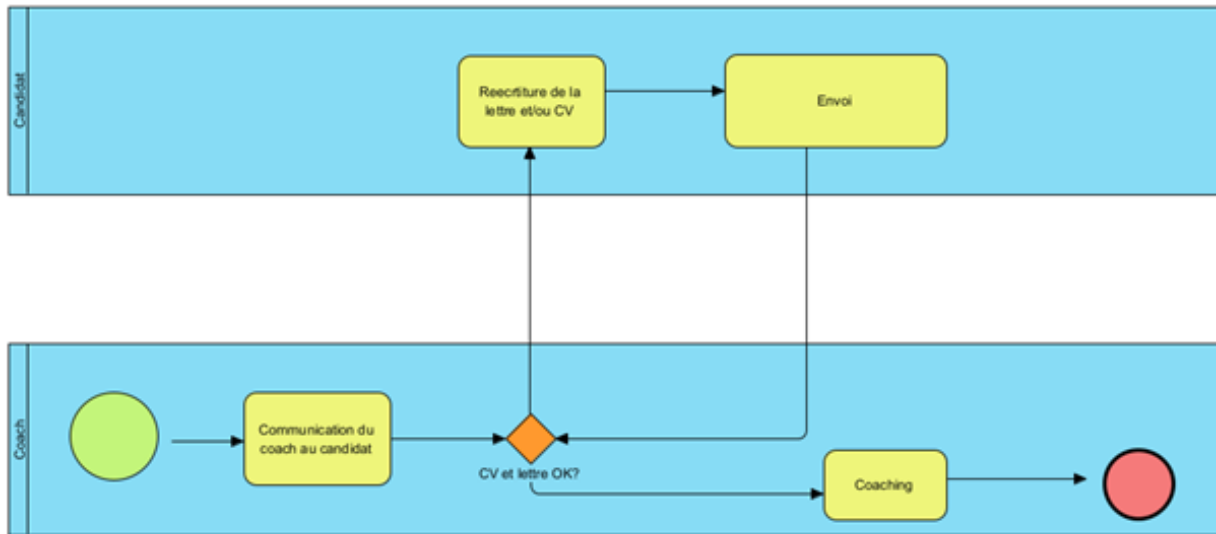 Candidat
Reecrtiture de la
lettre et/ou CV
Envoi
Coach
Communication du
coach au candidat
CV et lettre OK?
Coaching